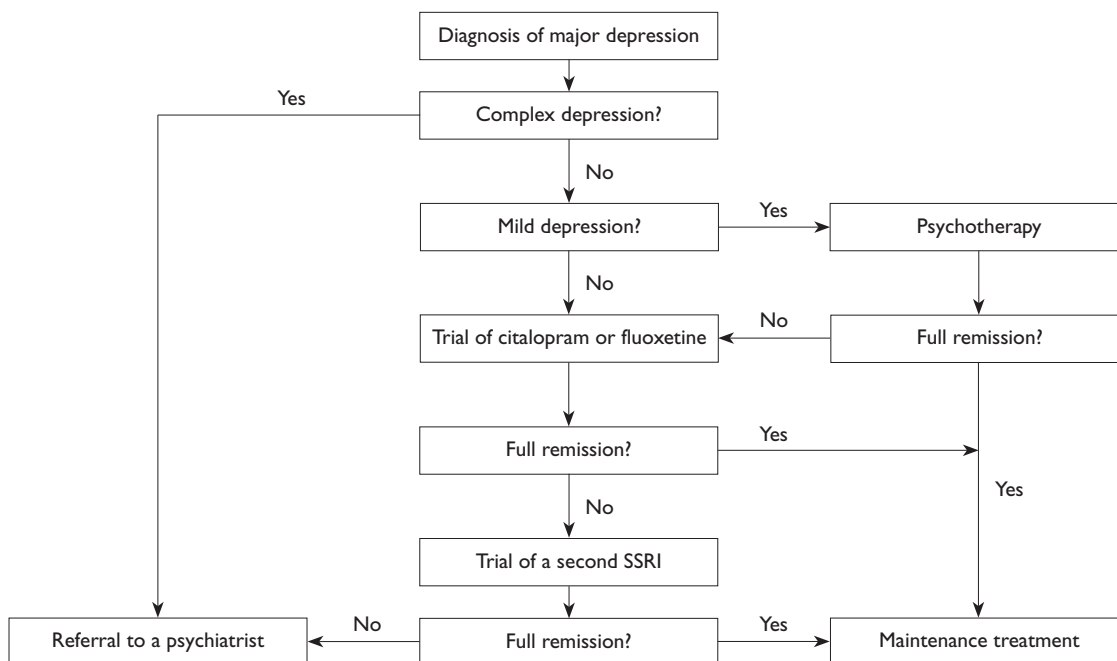 Diagnosis of major depression
Yes
Complex depression?
No
Mild depression?
Yes
Psychotherapy
No
Trial of citalopram or fluoxetine
No
Full remission?
Full remission?
Yes
Yes
No
Trial of a second SSRI
Referral to a psychiatrist
No
Full remission?
Yes
Maintenance treatment